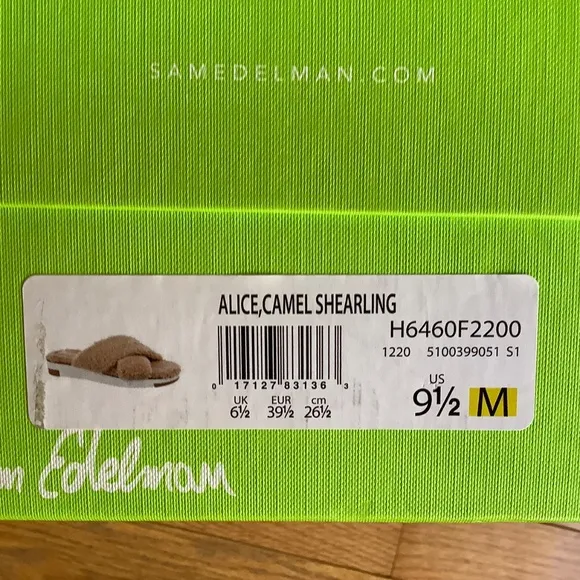 SAMEDELMAN.COM
ALICE,CAMEL SHEARLING
H6460F2200
1220 5100399051 S1
0 17127 83136 3
UK EUR cm
6½ 39½ 26½
US
9½ M
Edelman